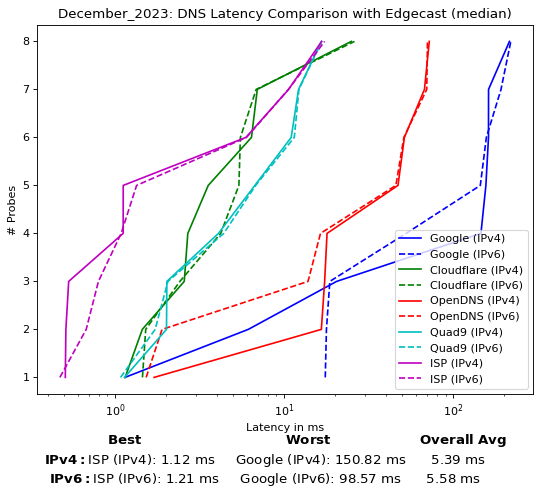 December_2023: DNS Latency Comparison with Edgecast (median)
8
7
6
5
4
3
2
1
# Probes
10⁰ 10¹ 10²
Latency in ms
Google (IPv4)
Google (IPv6)
Cloudflare (IPv4)
Cloudflare (IPv6)
OpenDNS (IPv4)
OpenDNS (IPv6)
Quad9 (IPv4)
Quad9 (IPv6)
ISP (IPv4)
ISP (IPv6)
Best Worst Overall Avg
IPv4: ISP (IPv4): 1.12 ms Google (IPv4): 150.82 ms 5.39 ms
IPv6: ISP (IPv6): 1.21 ms Google (IPv6): 98.57 ms 5.58 ms